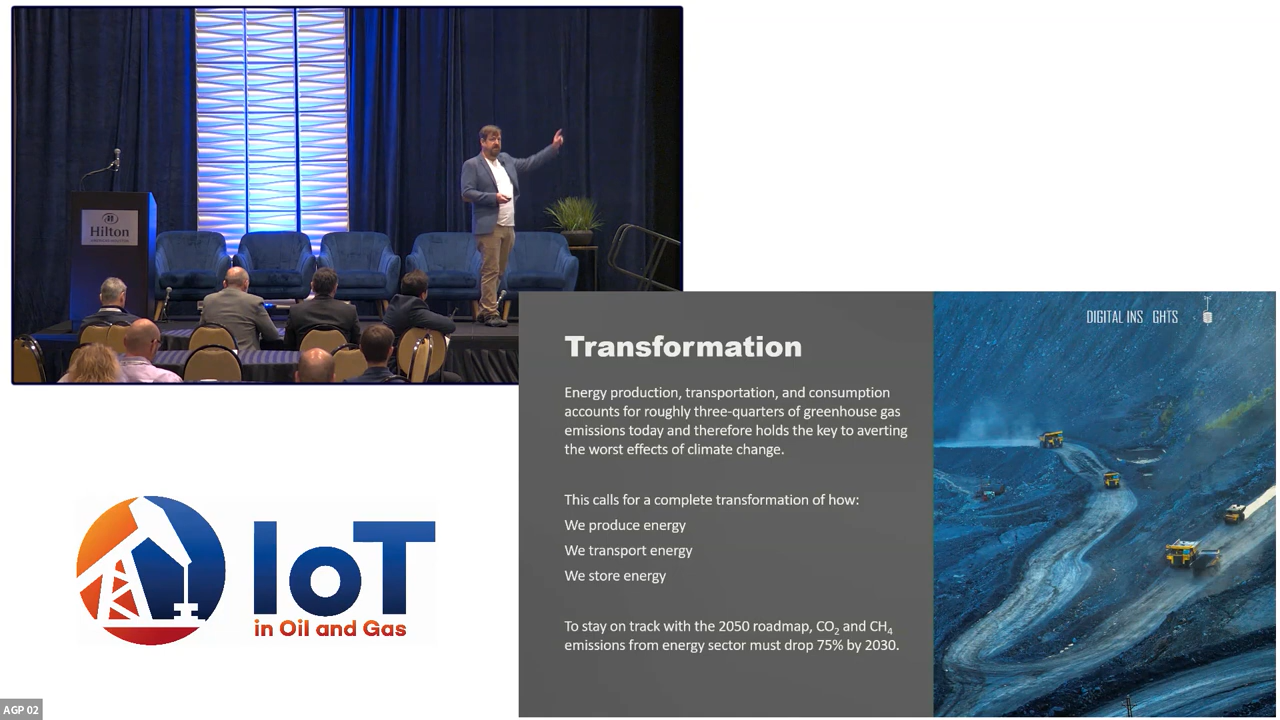 Hilton
Transformation
DIGITAL INS GHTS
Energy production, transportation, and consumption
accounts for roughly three-quarters of greenhouse gas
emissions today and therefore holds the key to averting
the worst effects of climate change.
This calls for a complete transformation of how:
We produce energy
We transport energy
We store energy
To stay on track with the 2050 roadmap, CO₂ and CH₄
emissions from energy sector must drop 75% by 2030.
IoT
in Oil and Gas
AGP 02